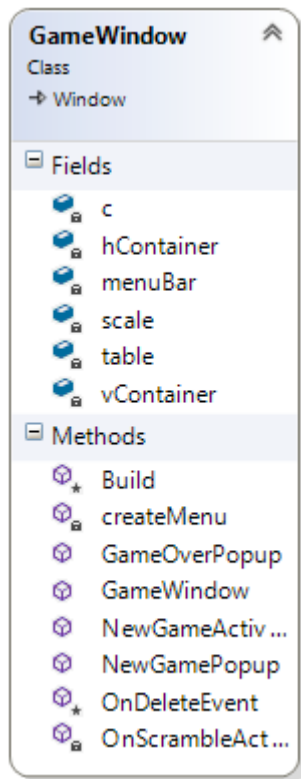 GameWindow
Class
Window
Fields
c
hContainer
menuBar
scale
table
vContainer
Methods
Build
createMenu
GameOverPopup
GameWindow
NewGameActiv...
NewGamePopup
OnDeleteEvent
OnScrambleAct...